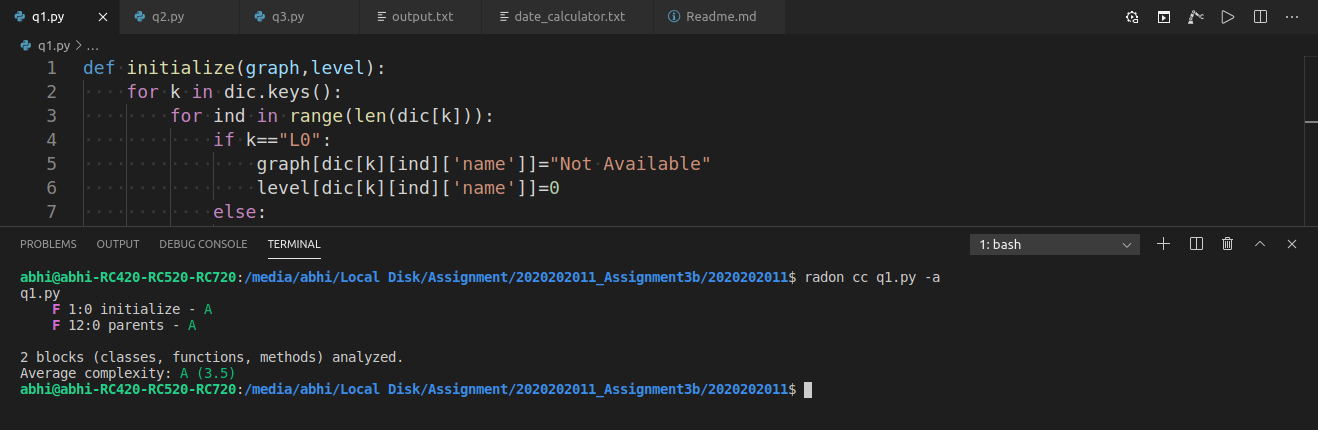 q1.py q2.py q3.py output.txt date_calculator.txt Readme.md
q1.py > ...
1 def initialize(graph,level):
2     for k in dic.keys():
3         for ind in range(len(dic[k])):
4             if k=="L0":
5                 graph[dic[k][ind]['name']]="Not Available"
6                 level[dic[k][ind]['name']]=0
7             else:
PROBLEMS OUTPUT DEBUG CONSOLE TERMINAL 1: bash
abhi@abhi-RC420-RC520-RC720:/media/abhi/Local Disk/Assignment/2020202011_Assignment3b/2020202011$ radon cc q1.py -a
q1.py
    F 1:0 initialize - A
    F 12:0 parents - A
2 blocks (classes, functions, methods) analyzed.
Average complexity: A (3.5)
abhi@abhi-RC420-RC520-RC720:/media/abhi/Local Disk/Assignment/2020202011_Assignment3b/2020202011$